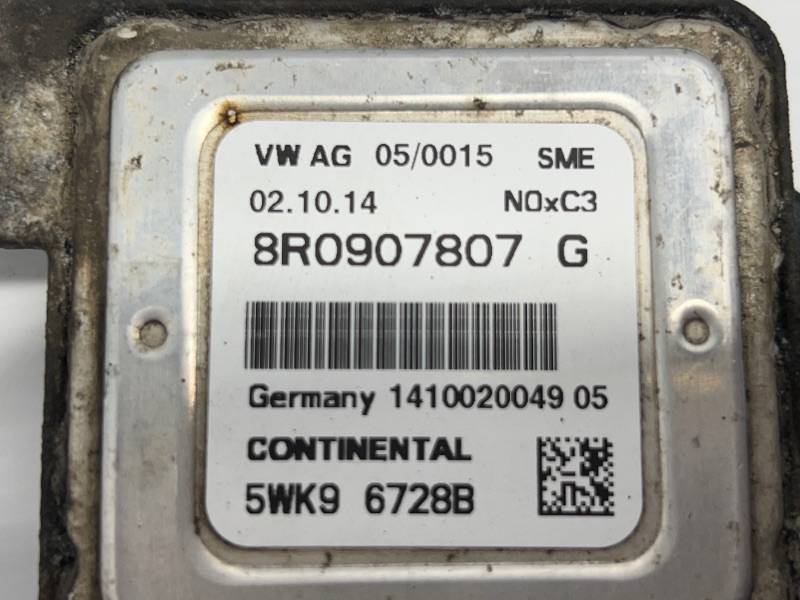 VW AG 05/0015 SME
02.10.14 NOxC3
8R0907807 G
Germany 1410020049 05
CONTINENTAL
5WK9 6728B